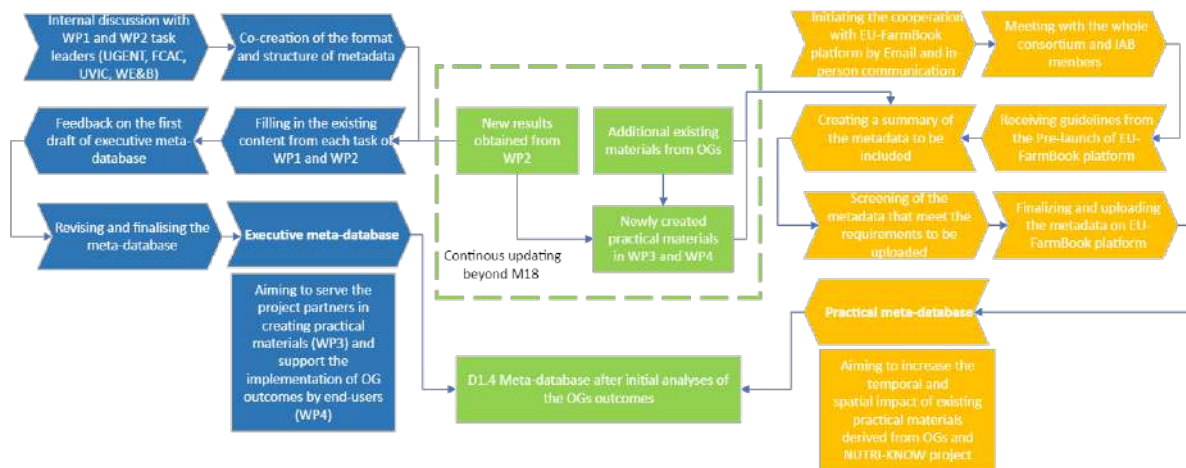 Internal discussion with
WP1 and WP2 task
leaders (UGENT, FCAC,
UVIC, WE&B)
Co-creation of the format
and structure of metadata
Feedback on the first
draft of executive meta-
database
Filling in the existing
content from each task of
WP1 and WP2
Revising and finalising the
meta-database
Executive meta-database
Aiming to serve the
project partners in
creating practical
materials (WP3) and
support the
implementation of OG
outcomes by end-users
(WP4)
New results
obtained from
WP2
Additional existing
materials from OGs
Newly created
practical materials
in WP3 and WP4
Continous updating
beyond M18
D1.4 Meta-database after initial analyses of
the OGs outcomes
Initiating the cooperation
with EU-FarmBook
platform by Email and in-
person communication
Meeting with the whole
consortium and IAB
menbers
Creating a summary
of the metadata to be
included
Receiving guidelines from
the Pre-launch of EU-
FarmBook platform
Screening of the
metadata that meet the
requirements to be
uploaded
Finalizing and uploading
the metadata on EU-
FarmBook platform
Practical meta-database
Aiming to increase the
temporal and
spatial impact of existing
practical materials
derived from OGs and
NUTRI-KNOW project